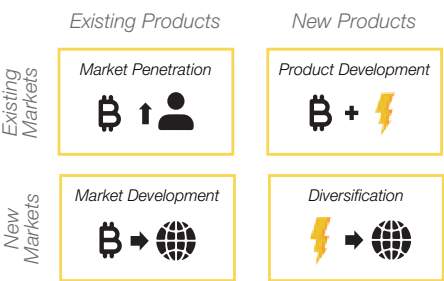 Existing Products
New Products
Existing
Markets
Market Penetration
Product Development
New
Markets
Market Development
Diversification